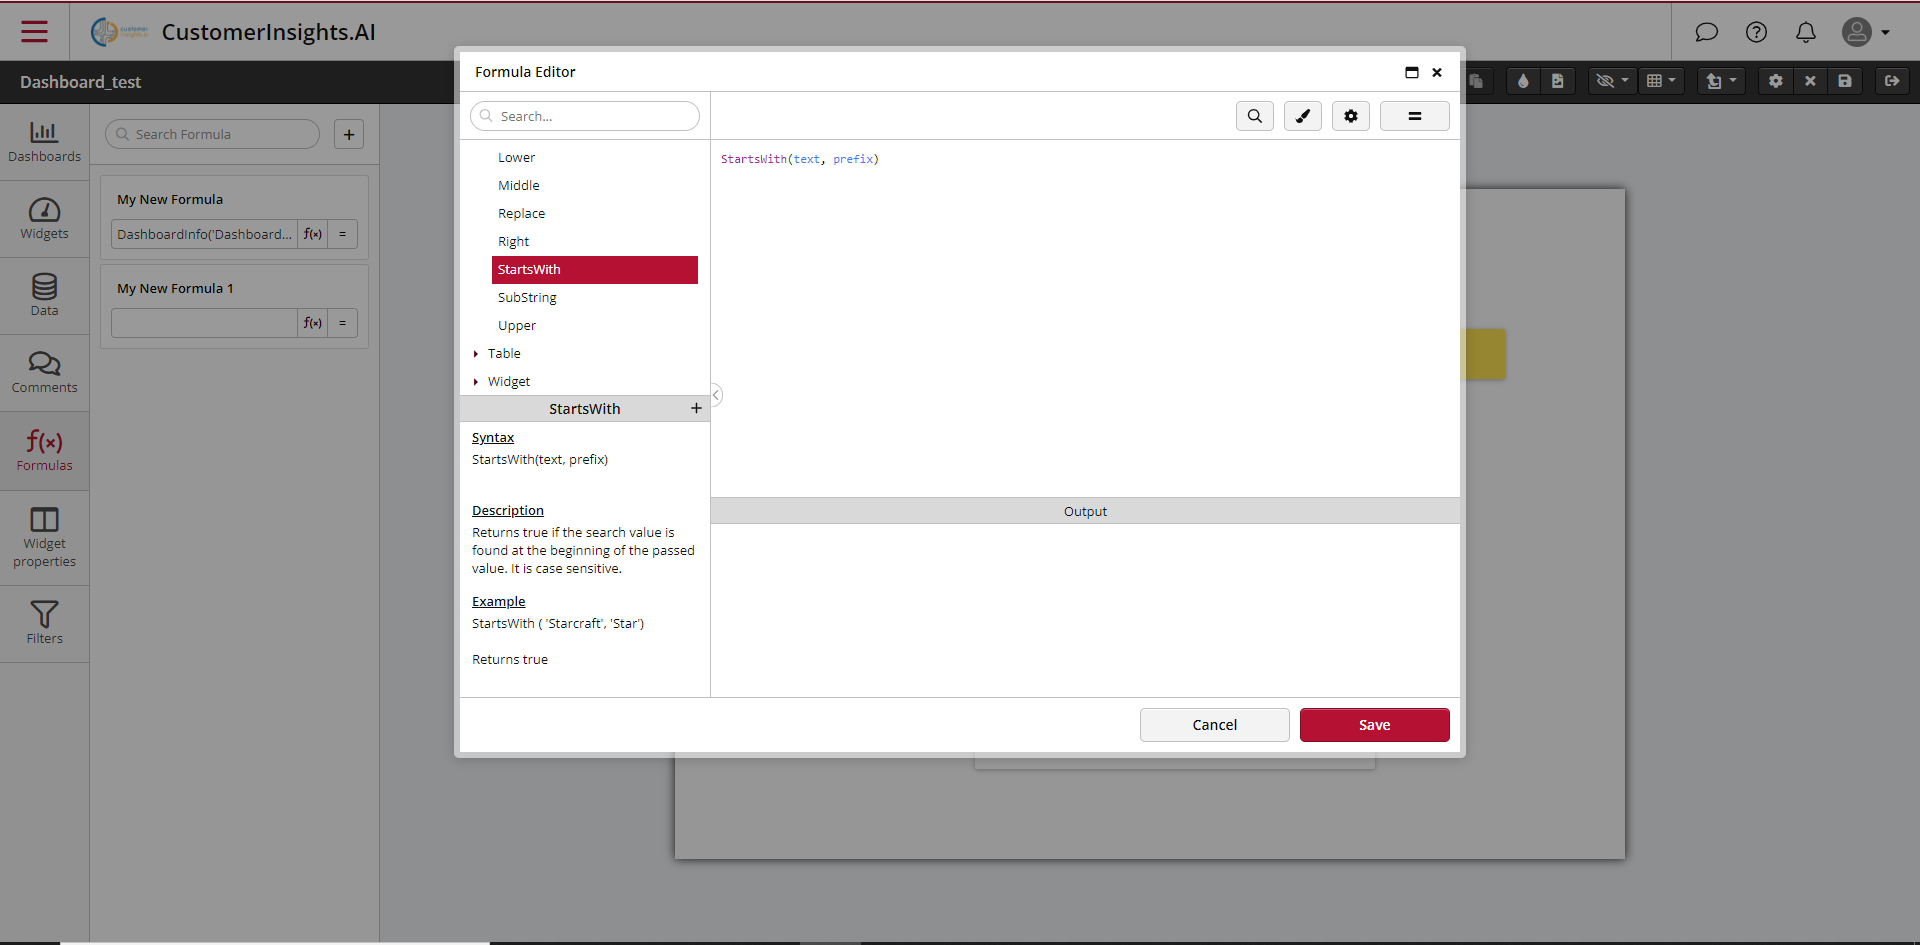 CustomerInsights.AI
Dashboard_test
Dashboards
Widgets
Data
Comments
f(x)
Formulas
Widget
properties
Filters
Search Formula
+
My New Formula
DashboardInfo('Dashboard... f(x) =
My New Formula 1
f(x) =
Formula Editor
Search...
Lower
Middle
Replace
Right
StartsWith
SubString
Upper
Table
Widget
StartsWith +
Syntax
StartsWith(text, prefix)
Description
Returns true if the search value is
found at the beginning of the passed
value. It is case sensitive.
Example
StartsWith ( 'Starcraft', 'Star')
Returns true
=
StartsWith(text, prefix)
Output
Cancel
Save